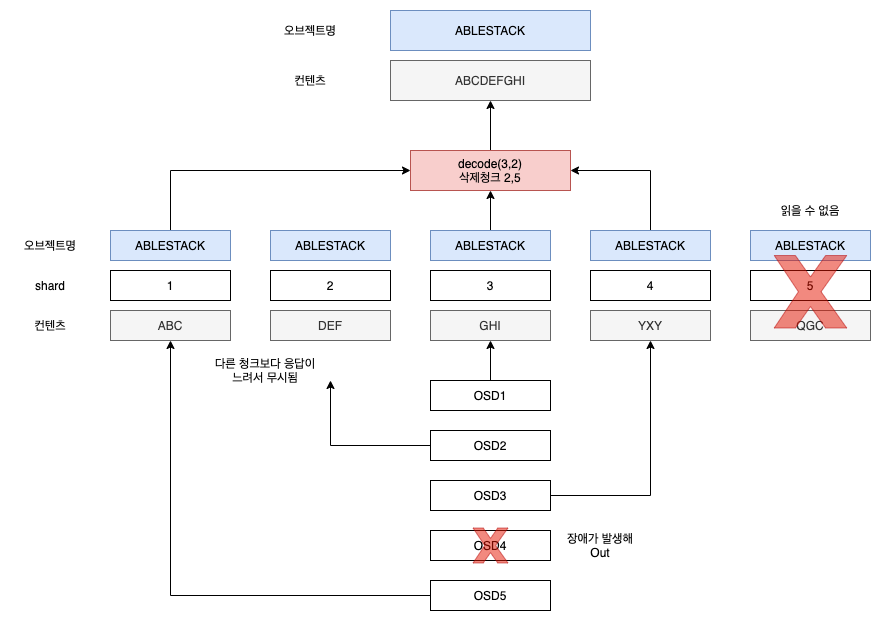 오브젝트명
ABLESTACK
컨텐츠
ABCDEFGHI
decode(3,2)
삭제청크 2,5
읽을 수 없음
오브젝트명
ABLESTACK
ABLESTACK
ABLESTACK
ABLESTACK
ABLESTACK
shard
1
2
3
4
5
컨텐츠
ABC
DEF
GHI
YXY
QGC
다른 청크보다 응답이
느려서 무시됨
OSD1
OSD2
OSD3
OSD4
장애가 발생해
Out
OSD5